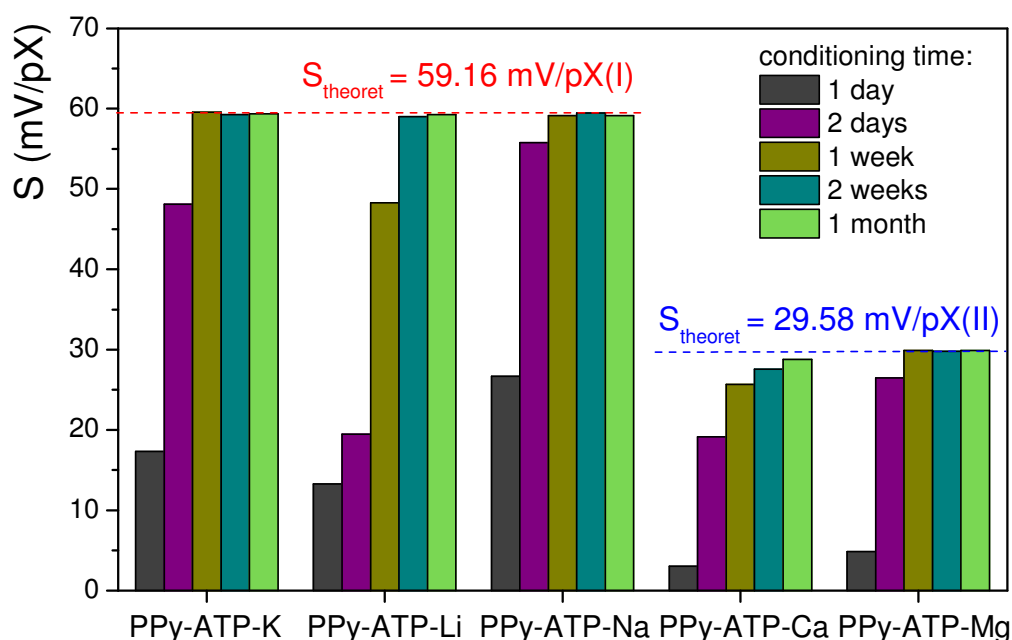 S (mV/pX)
70
60
50
40
30
20
10
0
S theoret = 59.16 mV/pX(I)
conditioning time:
1 day
2 days
1 week
2 weeks
1 month
S theoret = 29.58 mV/pX(II)
PPy-ATP-K PPy-ATP-Li PPy-ATP-Na PPy-ATP-Ca PPy-ATP-Mg